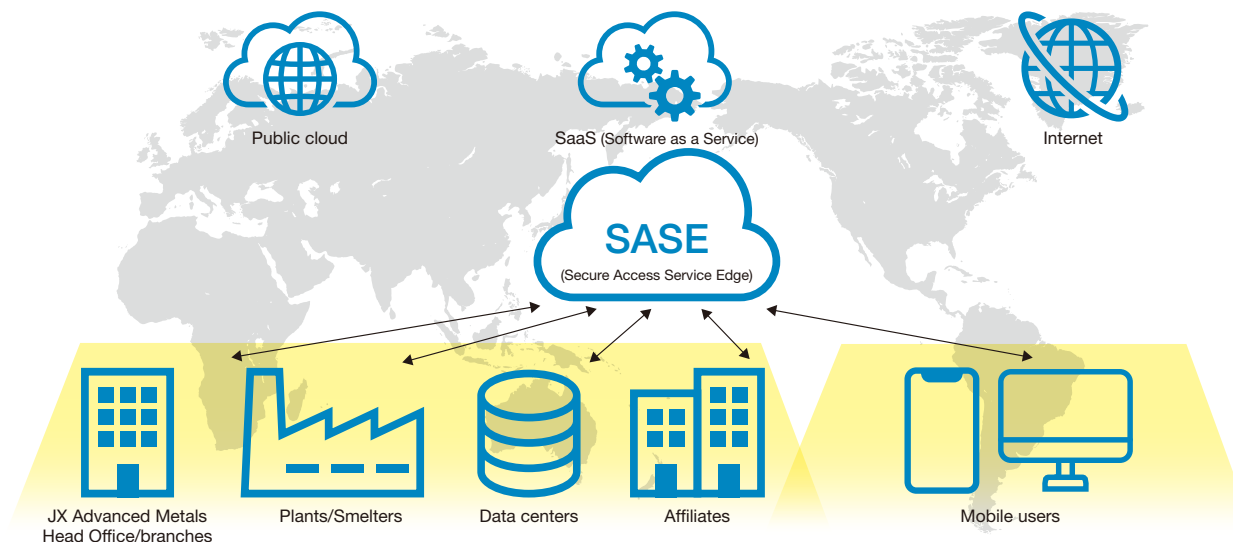 Public cloud
SaaS (Software as a Service)
Internet
SASE
(Secure Access Service Edge)
JX Advanced Metals
Head Office/branches
Plants/Smelters
Data centers
Affiliates
Mobile users